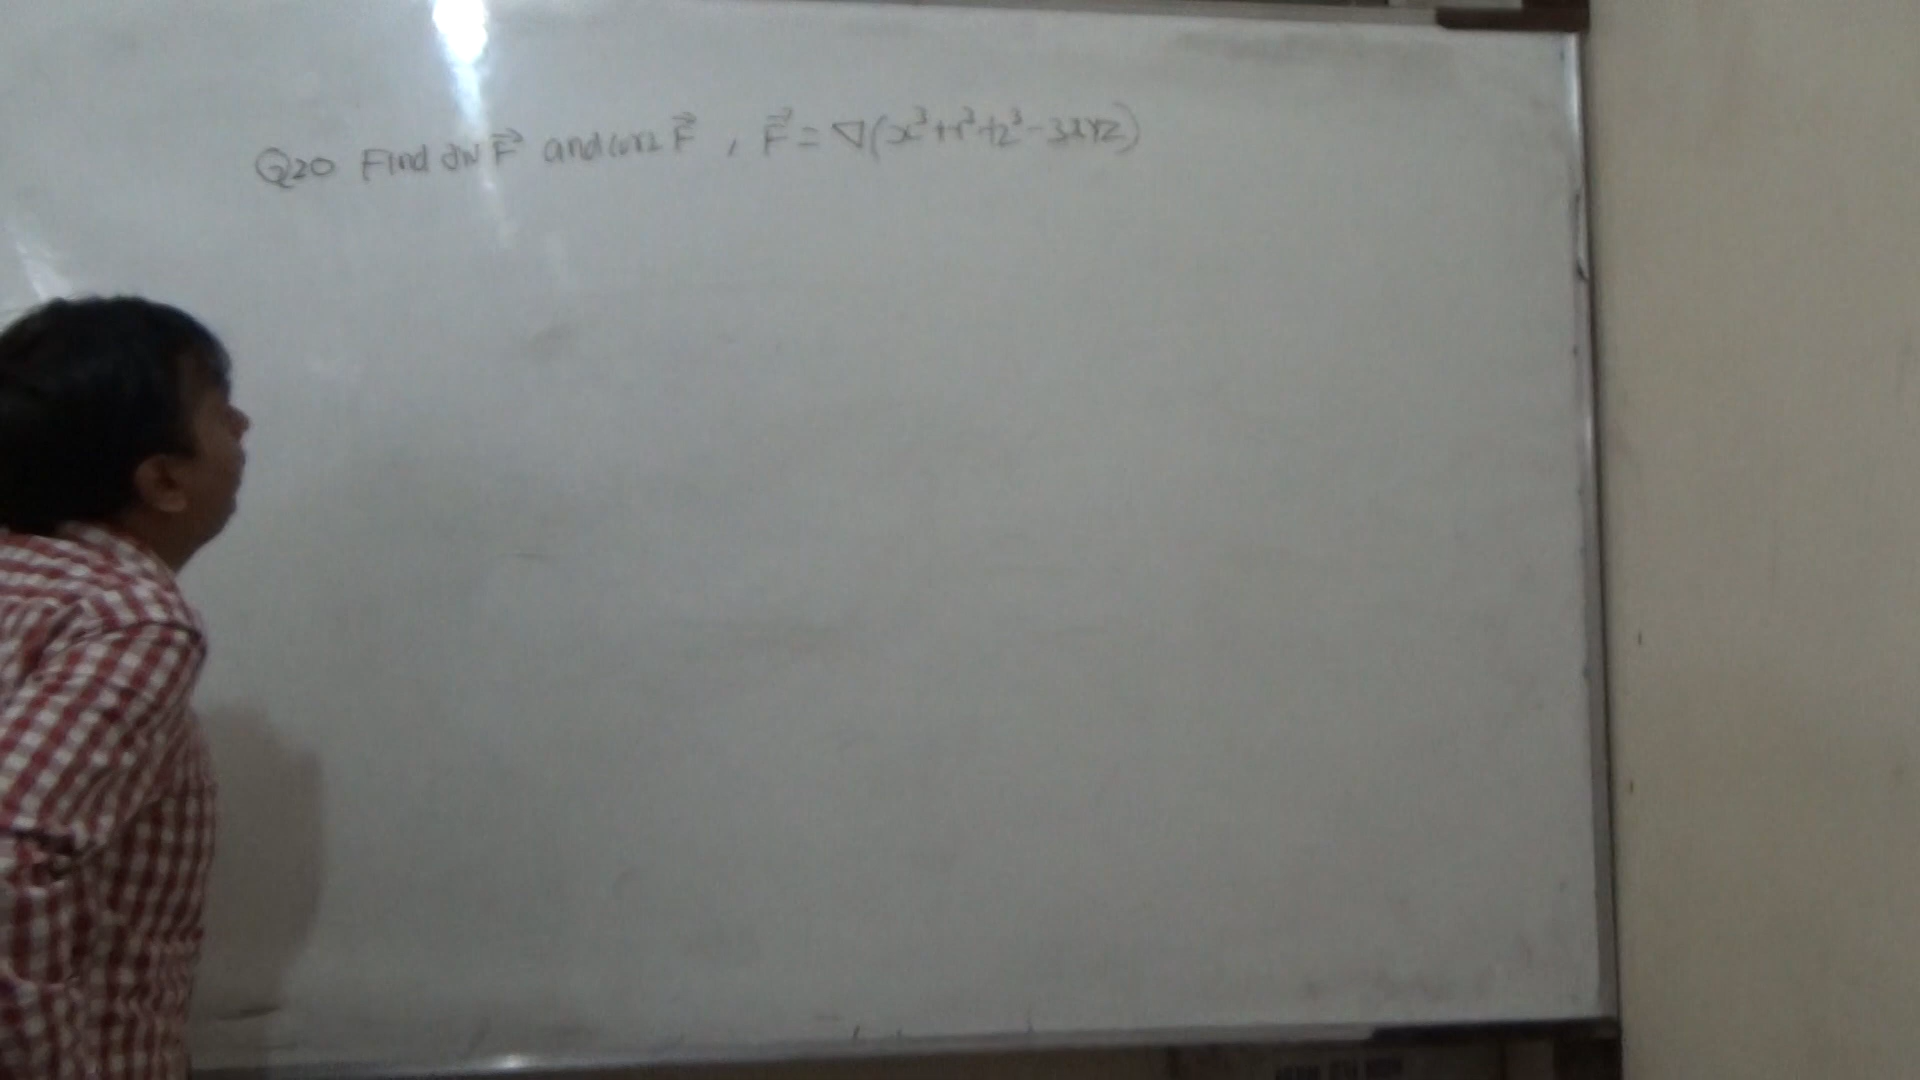 Q20 Find div F⃗ and curl F⃗ , F⃗ = ∇(x³+y³+z³-3xyz)